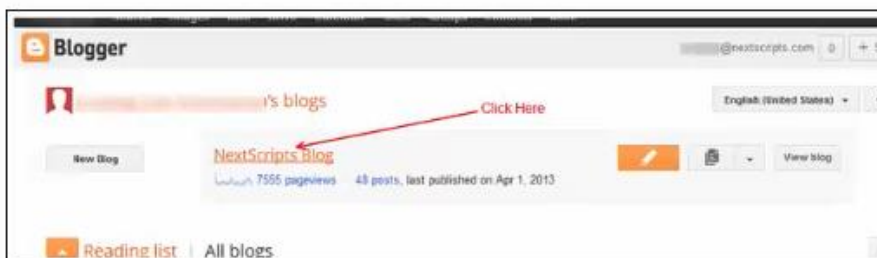 Blogger
@nextscripts.com 0 +
's blogs
Click Here
English (United States)
New Blog
NextScripts Blog
View blog
7555 pageviews 48 posts, last published on Apr 1, 2013
Reading list | All blogs